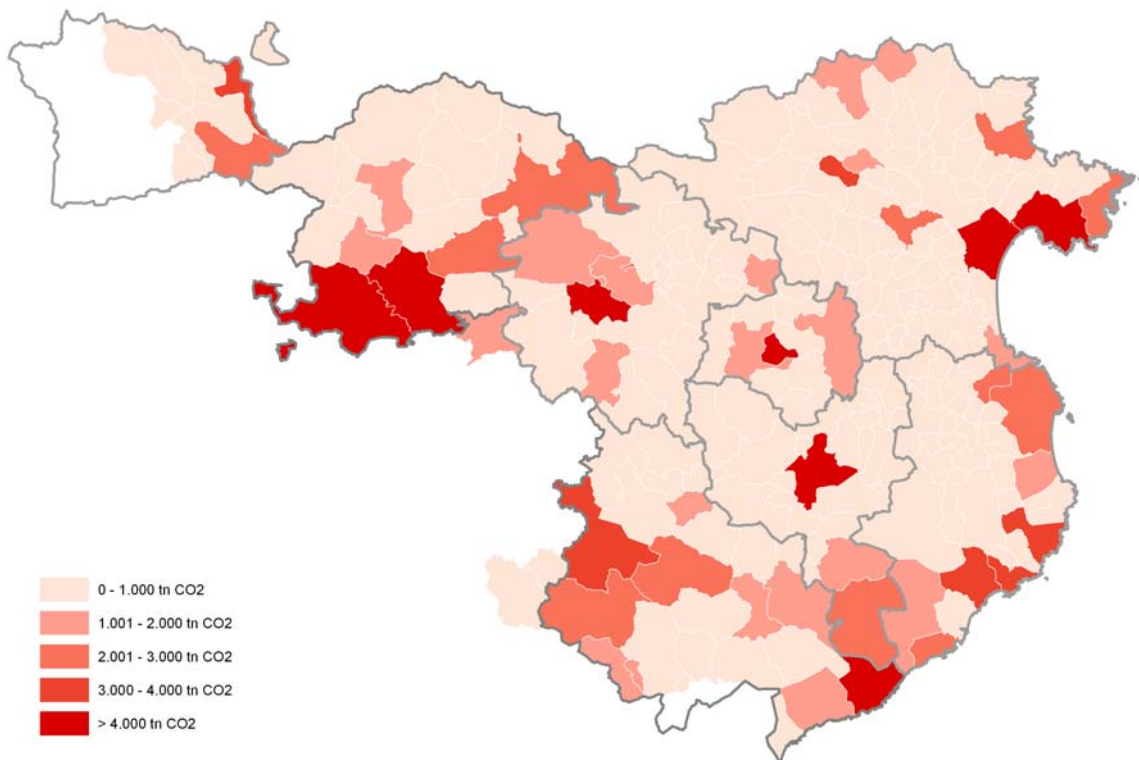 0 - 1.000 tn CO2
1.001 - 2.000 tn CO2
2.001 - 3.000 tn CO2
3.000 - 4.000 tn CO2
> 4.000 tn CO2